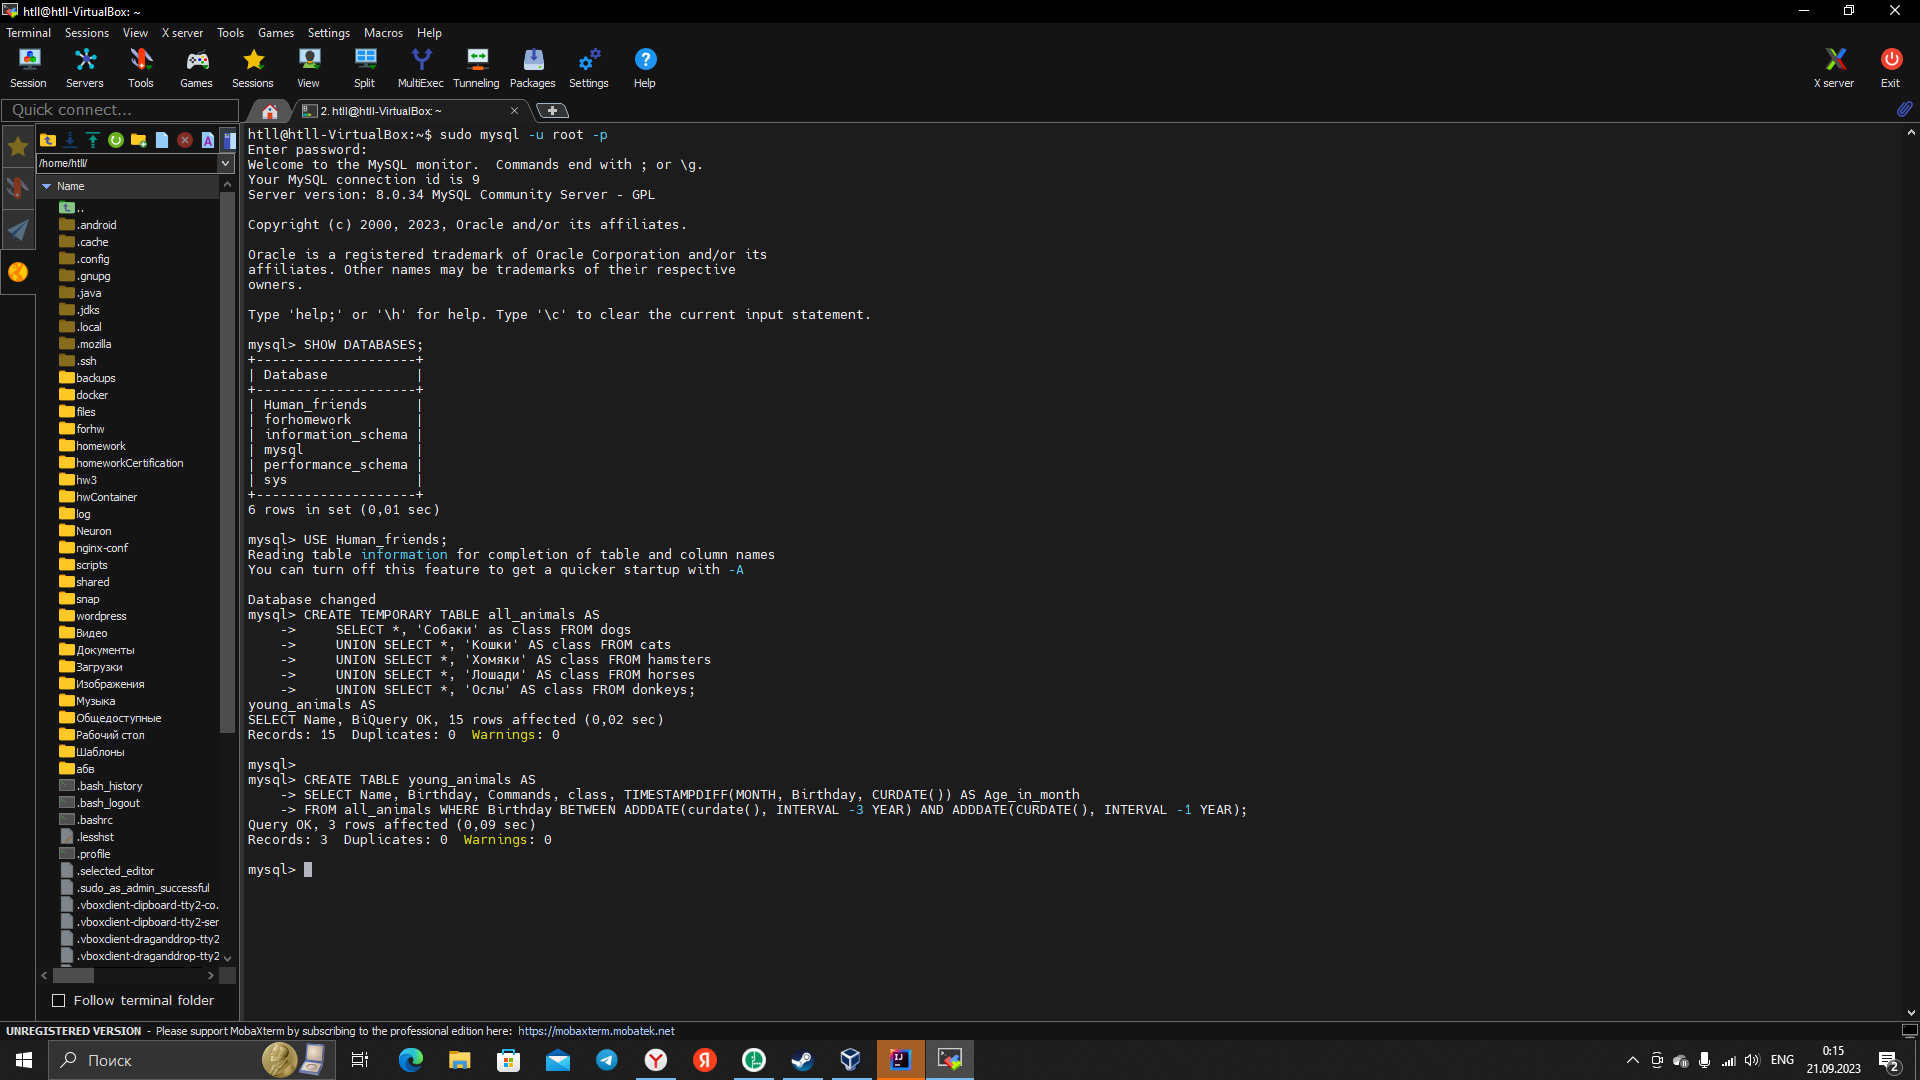 htll@htll-VirtualBox: ~
Terminal Sessions View X server Tools Games Settings Macros Help
Session Servers Tools Games Sessions View Split MultiExec Tunneling Packages Settings Help X server Exit
Quick connect...
2. htll@htll-VirtualBox: ~
/home/htll/
Name
..
.android
.cache
.config
.gnupg
.java
.jdks
.local
.mozilla
.ssh
backups
docker
files
forhw
homework
homeworkCertification
hw3
hwContainer
log
Neuron
nginx-conf
scripts
shared
snap
wordpress
Видео
Документы
Загрузки
Изображения
Музыка
Общедоступные
Рабочий стол
Шаблоны
абв
.bash_history
.bash_logout
.bashrc
.lesshst
.profile
.selected_editor
.sudo_as_admin_successful
.vboxclient-clipboard-tty2-co.
.vboxclient-clipboard-tty2-ser
.vboxclient-draganddrop-tty2
.vboxclient-draganddrop-tty2
Follow terminal folder
htll@htll-VirtualBox:~$ sudo mysql -u root -p
Enter password:
Welcome to the MySQL monitor.  Commands end with ; or \g.
Your MySQL connection id is 9
Server version: 8.0.34 MySQL Community Server - GPL
Copyright (c) 2000, 2023, Oracle and/or its affiliates.
Oracle is a registered trademark of Oracle Corporation and/or its
affiliates. Other names may be trademarks of their respective
owners.
Type 'help;' or '\h' for help. Type '\c' to clear the current input statement.
mysql> SHOW DATABASES;
+--------------------+
| Database           |
+--------------------+
| Human_friends      |
| forhomework        |
| information_schema |
| mysql              |
| performance_schema |
| sys                |
+--------------------+
6 rows in set (0,01 sec)
mysql> USE Human_friends;
Reading table information for completion of table and column names
You can turn off this feature to get a quicker startup with -A
Database changed
mysql> CREATE TEMPORARY TABLE all_animals AS
    ->     SELECT *, 'Собаки' as class FROM dogs
    ->     UNION SELECT *, 'Кошки' AS class FROM cats
    ->     UNION SELECT *, 'Хомяки' AS class FROM hamsters
    ->     UNION SELECT *, 'Лошади' AS class FROM horses
    ->     UNION SELECT *, 'Ослы' AS class FROM donkeys;
young_animals AS
SELECT Name, BiQuery OK, 15 rows affected (0,02 sec)
Records: 15  Duplicates: 0  Warnings: 0
mysql>
mysql> CREATE TABLE young_animals AS
    -> SELECT Name, Birthday, Commands, class, TIMESTAMPDIFF(MONTH, Birthday, CURDATE()) AS Age_in_month
    -> FROM all_animals WHERE Birthday BETWEEN ADDDATE(curdate(), INTERVAL -3 YEAR) AND ADDDATE(CURDATE(), INTERVAL -1 YEAR);
Query OK, 3 rows affected (0,09 sec)
Records: 3  Duplicates: 0  Warnings: 0
mysql>
UNREGISTERED VERSION - Please support MobaXterm by subscribing to the professional edition here: https://mobaxterm.mobatek.net
Поиск
ENG
0:15
21.09.2023
2